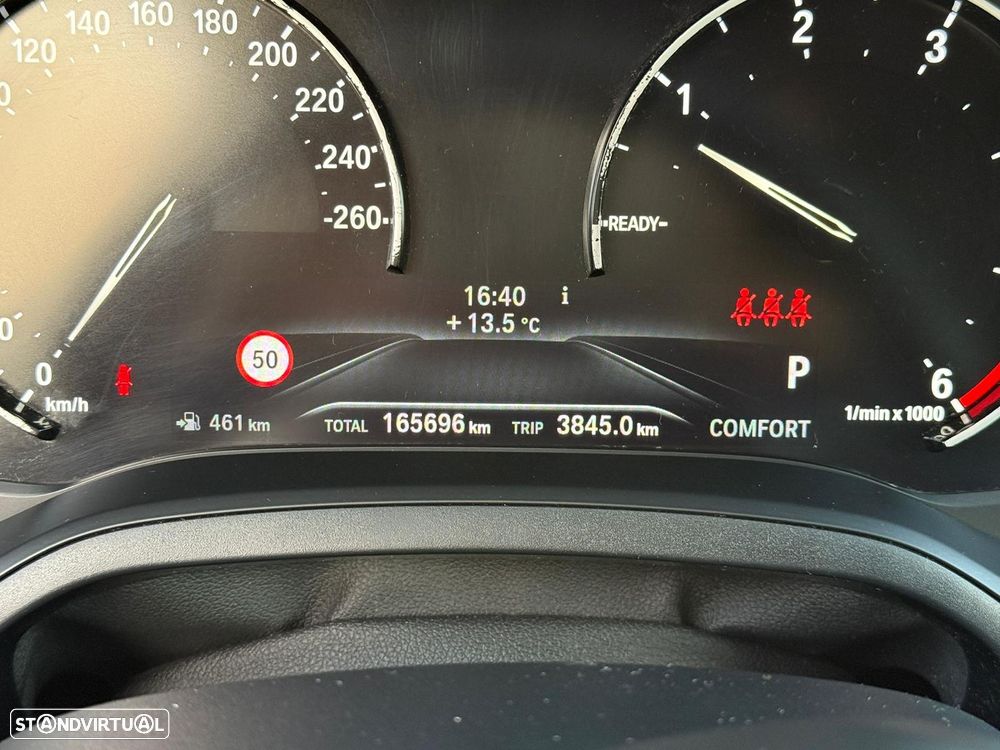 120
140
160
180
200
220
240
-260-
0
km/h
1
2
3
-READY-
6
1/min x 1000
16:40 i
+13.5 °C
50
P
461 km
TOTAL 165696 km TRIP 3845.0 km
COMFORT
STANDVIRTUAL